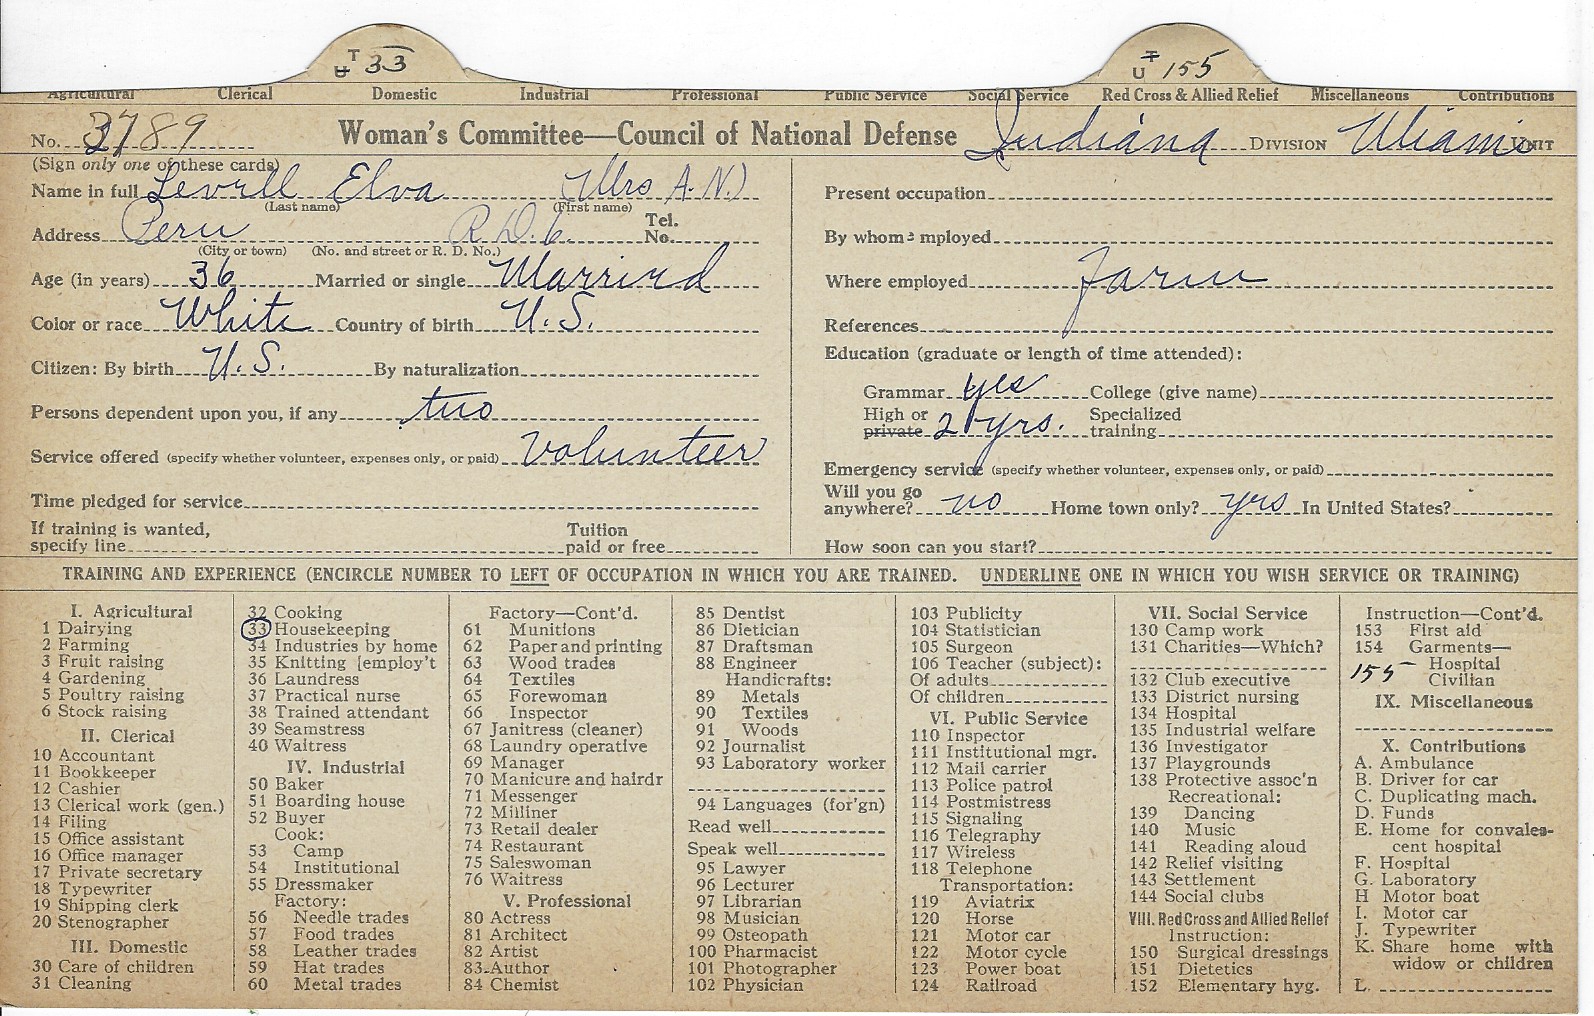 T U 33
T U 155
Agricultural Clerical Domestic Industrial Professional Public Service Social Service Red Cross & Allied Relief Miscellaneous Contributions
No. 3789 Woman's Committee—Council of National Defense Indiana DIVISION Miami UNIT
(Sign only one of these cards)
Name in full Levrll Elva (Mrs A.N.)
(Last name) (First name)
Address Peru R.D.6. Tel. No.
(City or town) (No. and street or R. D. No.)
Age (in years) 36 Married or single Married
Color or race White Country of birth U.S.
Citizen: By birth U.S. By naturalization
Persons dependent upon you, if any two
Service offered (specify whether volunteer, expenses only, or paid) Volunteer
Time pledged for service
If training is wanted, specify line Tuition paid or free
Present occupation
By whom employed
Where employed Farm
References
Education (graduate or length of time attended):
Grammar yes College (give name)
High or private 2 yrs. Specialized training
Emergency service (specify whether volunteer, expenses only, or paid)
Will you go anywhere? no Home town only? yes In United States?
How soon can you start?
TRAINING AND EXPERIENCE (ENCIRCLE NUMBER TO LEFT OF OCCUPATION IN WHICH YOU ARE TRAINED. UNDERLINE ONE IN WHICH YOU WISH SERVICE OR TRAINING)
I. Agricultural
1 Dairying
2 Farming
3 Fruit raising
4 Gardening
5 Poultry raising
6 Stock raising
II. Clerical
10 Accountant
11 Bookkeeper
12 Cashier
13 Clerical work (gen.)
14 Filing
15 Office assistant
16 Office manager
17 Private secretary
18 Typewriter
19 Shipping clerk
20 Stenographer
III. Domestic
30 Care of children
31 Cleaning
32 Cooking
33 Housekeeping
34 Industries by home
35 Knitting [employ't
36 Laundress
37 Practical nurse
38 Trained attendant
39 Seamstress
40 Waitress
IV. Industrial
50 Baker
51 Boarding house
52 Buyer
Cook:
53 Camp
54 Institutional
55 Dressmaker
Factory:
56 Needle trades
57 Food trades
58 Leather trades
59 Hat trades
60 Metal trades
Factory—Cont'd.
61 Munitions
62 Paper and printing
63 Wood trades
64 Textiles
65 Forewoman
66 Inspector
67 Janitress (cleaner)
68 Laundry operative
69 Manager
70 Manicure and hairdr
71 Messenger
72 Milliner
73 Retail dealer
74 Restaurant
75 Saleswoman
76 Waitress
V. Professional
80 Actress
81 Architect
82 Artist
83 Author
84 Chemist
85 Dentist
86 Dietician
87 Draftsman
88 Engineer
Handicrafts:
89 Metals
90 Textiles
91 Woods
92 Journalist
93 Laboratory worker
94 Languages (for'gn)
Read well
Speak well
95 Lawyer
96 Lecturer
97 Librarian
98 Musician
99 Osteopath
100 Pharmacist
101 Photographer
102 Physician
103 Publicity
104 Statistician
105 Surgeon
106 Teacher (subject):
Of adults
Of children
VI. Public Service
110 Inspector
111 Institutional mgr.
112 Mail carrier
113 Police patrol
114 Postmistress
115 Signaling
116 Telegraphy
117 Wireless
118 Telephone
Transportation:
119 Aviatrix
120 Horse
121 Motor car
122 Motor cycle
123 Power boat
124 Railroad
VII. Social Service
130 Camp work
131 Charities—Which?
132 Club executive
133 District nursing
134 Hospital
135 Industrial welfare
136 Investigator
137 Playgrounds
138 Protective assoc'n
Recreational:
139 Dancing
140 Music
141 Reading aloud
142 Relief visiting
143 Settlement
144 Social clubs
VIII. Red Cross and Allied Relief
Instruction:
150 Surgical dressings
151 Dietetics
152 Elementary hyg.
Instruction—Cont'd.
153 First aid
154 Garments—
155 Hospital
Civilian
IX. Miscellaneous
X. Contributions
A. Ambulance
B. Driver for car
C. Duplicating mach.
D. Funds
E. Home for convales-
cent hospital
F. Hospital
G. Laboratory
H Motor boat
I. Motor car
J. Typewriter
K. Share home with
widow or children
L.